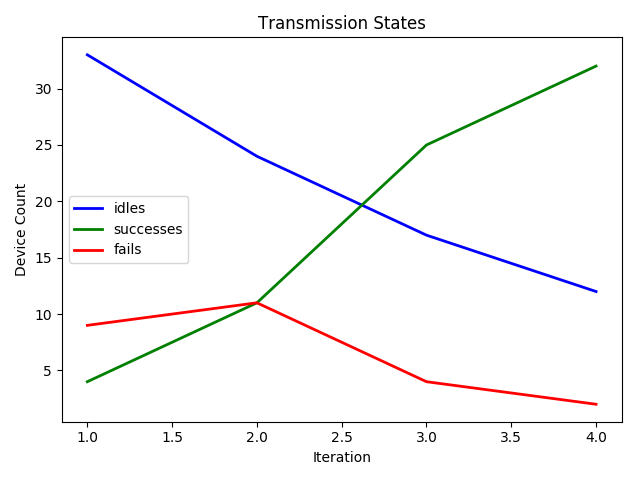 Transmission States
Device Count
30
25
20
15
10
5
idles
successes
fails
1.0 1.5 2.0 2.5 3.0 3.5 4.0
Iteration